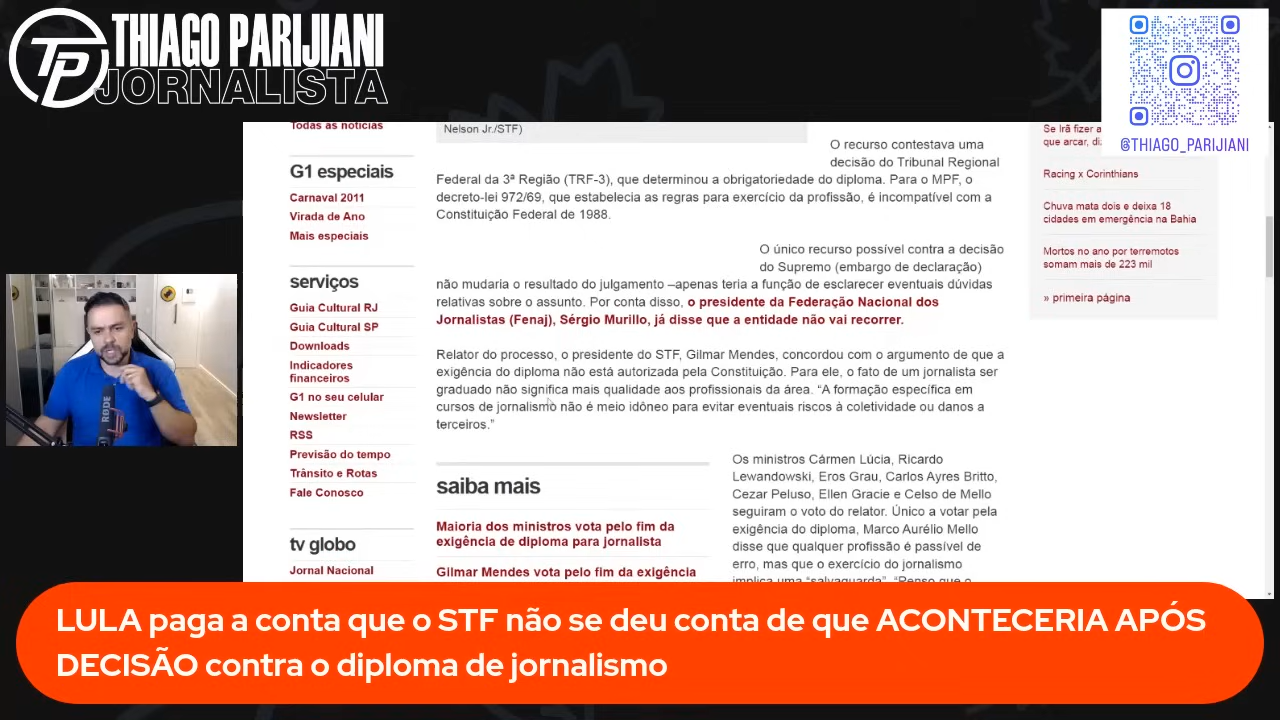 THIAGO PARIJIANI
TP
JORNALISTA
@THIAGO_PARIJIANI
Todas as notícias
G1 especiais
Carnaval 2011
Virada de Ano
Mais especiais
serviços
Guia Cultural RJ
Guia Cultural SP
Downloads
Indicadores
financeiros
G1 no seu celular
Newsletter
RSS
Previsão do tempo
Trânsito e Rotas
Fale Conosco
tv globo
Jornal Nacional
Nelson Jr./STF)
O recurso contestava uma
decisão do Tribunal Regional
Federal da 3ª Região (TRF-3), que determinou a obrigatoriedade do diploma. Para o MPF, o
decreto-lei 972/69, que estabelecia as regras para exercício da profissão, é incompatível com a
Constituição Federal de 1988.
O único recurso possível contra a decisão
do Supremo (embargo de declaração)
não mudaria o resultado do julgamento –apenas teria a função de esclarecer eventuais dúvidas
relativas sobre o assunto. Por conta disso, o presidente da Federação Nacional dos
Jornalistas (Fenaj), Sérgio Murillo, já disse que a entidade não vai recorrer.
Relator do processo, o presidente do STF, Gilmar Mendes, concordou com o argumento de que a
exigência do diploma não está autorizada pela Constituição. Para ele, o fato de um jornalista ser
graduado não significa mais qualidade aos profissionais da área. “A formação específica em
cursos de jornalismo não é meio idôneo para evitar eventuais riscos à coletividade ou danos a
terceiros.”
saiba mais
Maioria dos ministros vota pelo fim da
exigência de diploma para jornalista
Gilmar Mendes vota pelo fim da exigência
Os ministros Cármen Lúcia, Ricardo
Lewandowski, Eros Grau, Carlos Ayres Britto,
Cezar Peluso, Ellen Gracie e Celso de Mello
seguiram o voto do relator. Único a votar pela
exigência do diploma, Marco Aurélio Mello
disse que qualquer profissão é passível de
erro, mas que o exercício do jornalismo
implica uma “salvaguarda”. “Penso que o
Se Irã fizer a
que arcar, di
Racing x Corinthians
Chuva mata dois e deixa 18
cidades em emergência na Bahia
Mortos no ano por terremotos
somam mais de 223 mil
» primeira página
RØDE
LULA paga a conta que o STF não se deu conta de que ACONTECERIA APÓS
DECISÃO contra o diploma de jornalismo